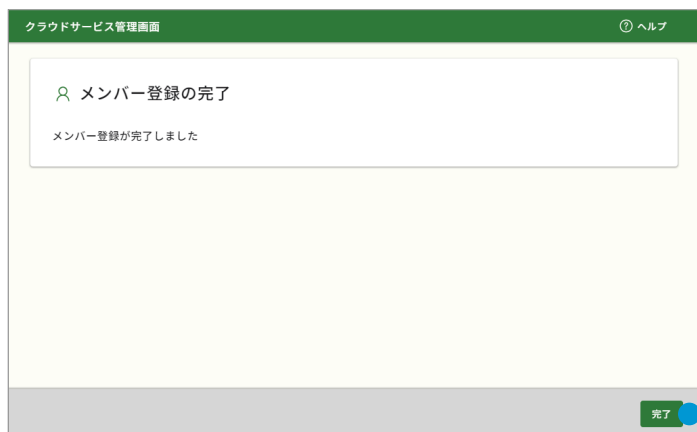 クラウドサービス管理画面
ヘルプ
メンバー登録の完了
メンバー登録が完了しました
完了